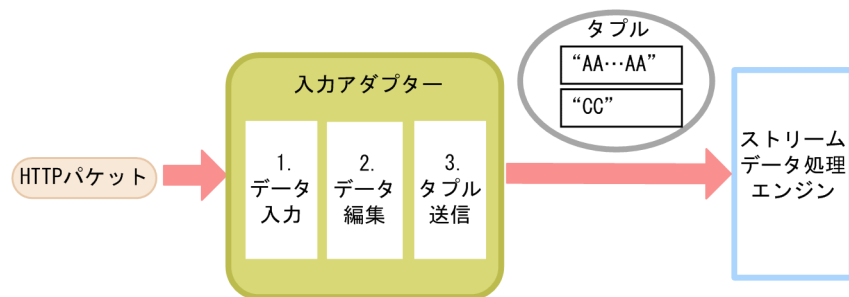 タプル
“AA…AA”
“CC”
入力アダプター
HTTPパケット
1.
データ
入力
2.
データ
編集
3.
タプル
送信
ストリーム
データ処理
エンジン